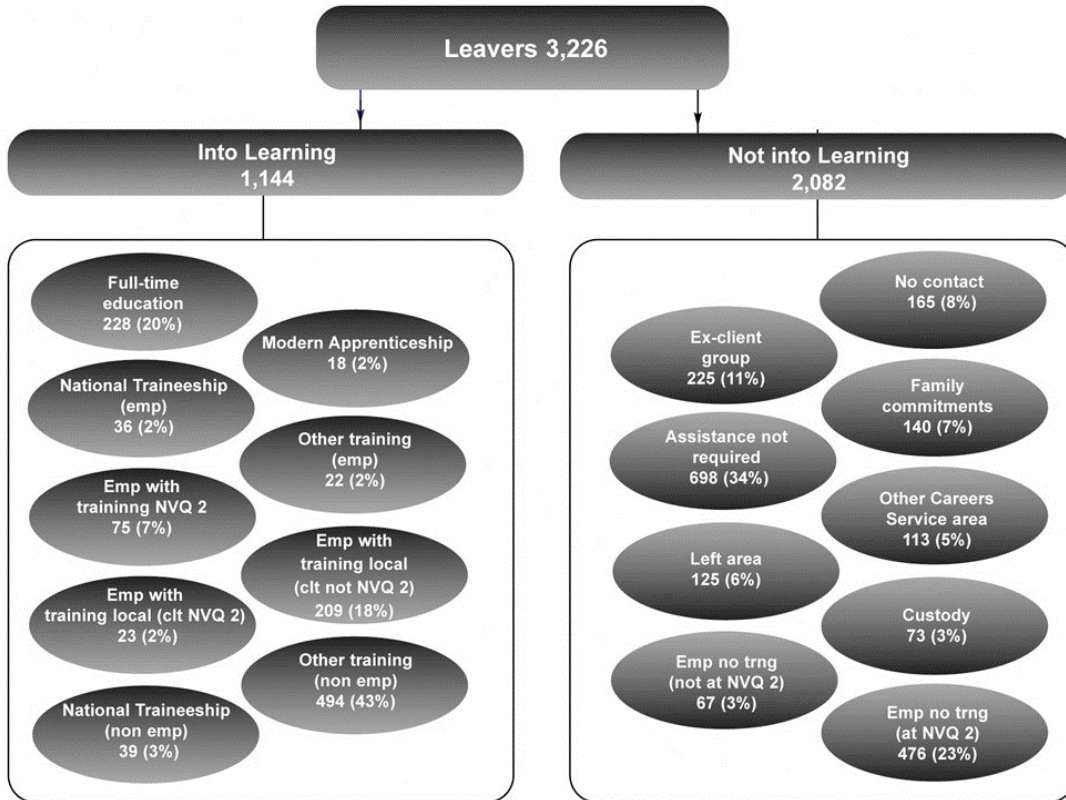 Leavers 3,226
Into Learning
1,144
Not into Learning
2,082
Full-time
education
228 (20%)
Modern Apprenticeship
18 (2%)
National Traineeship
(emp)
36 (2%)
Other training
(emp)
22 (2%)
Emp with
traininng NVQ 2
75 (7%)
Emp with
training local
(clt not NVQ 2)
209 (18%)
Emp with
training local (clt NVQ 2)
23 (2%)
Other training
(non emp)
494 (43%)
National Traineeship
(non emp)
39 (3%)
No contact
165 (8%)
Ex-client
group
225 (11%)
Family
commitments
140 (7%)
Assistance not
required
698 (34%)
Other Careers
Service area
113 (5%)
Left area
125 (6%)
Custody
73 (3%)
Emp no trng
(not at NVQ 2)
67 (3%)
Emp no trng
(at NVQ 2)
476 (23%)